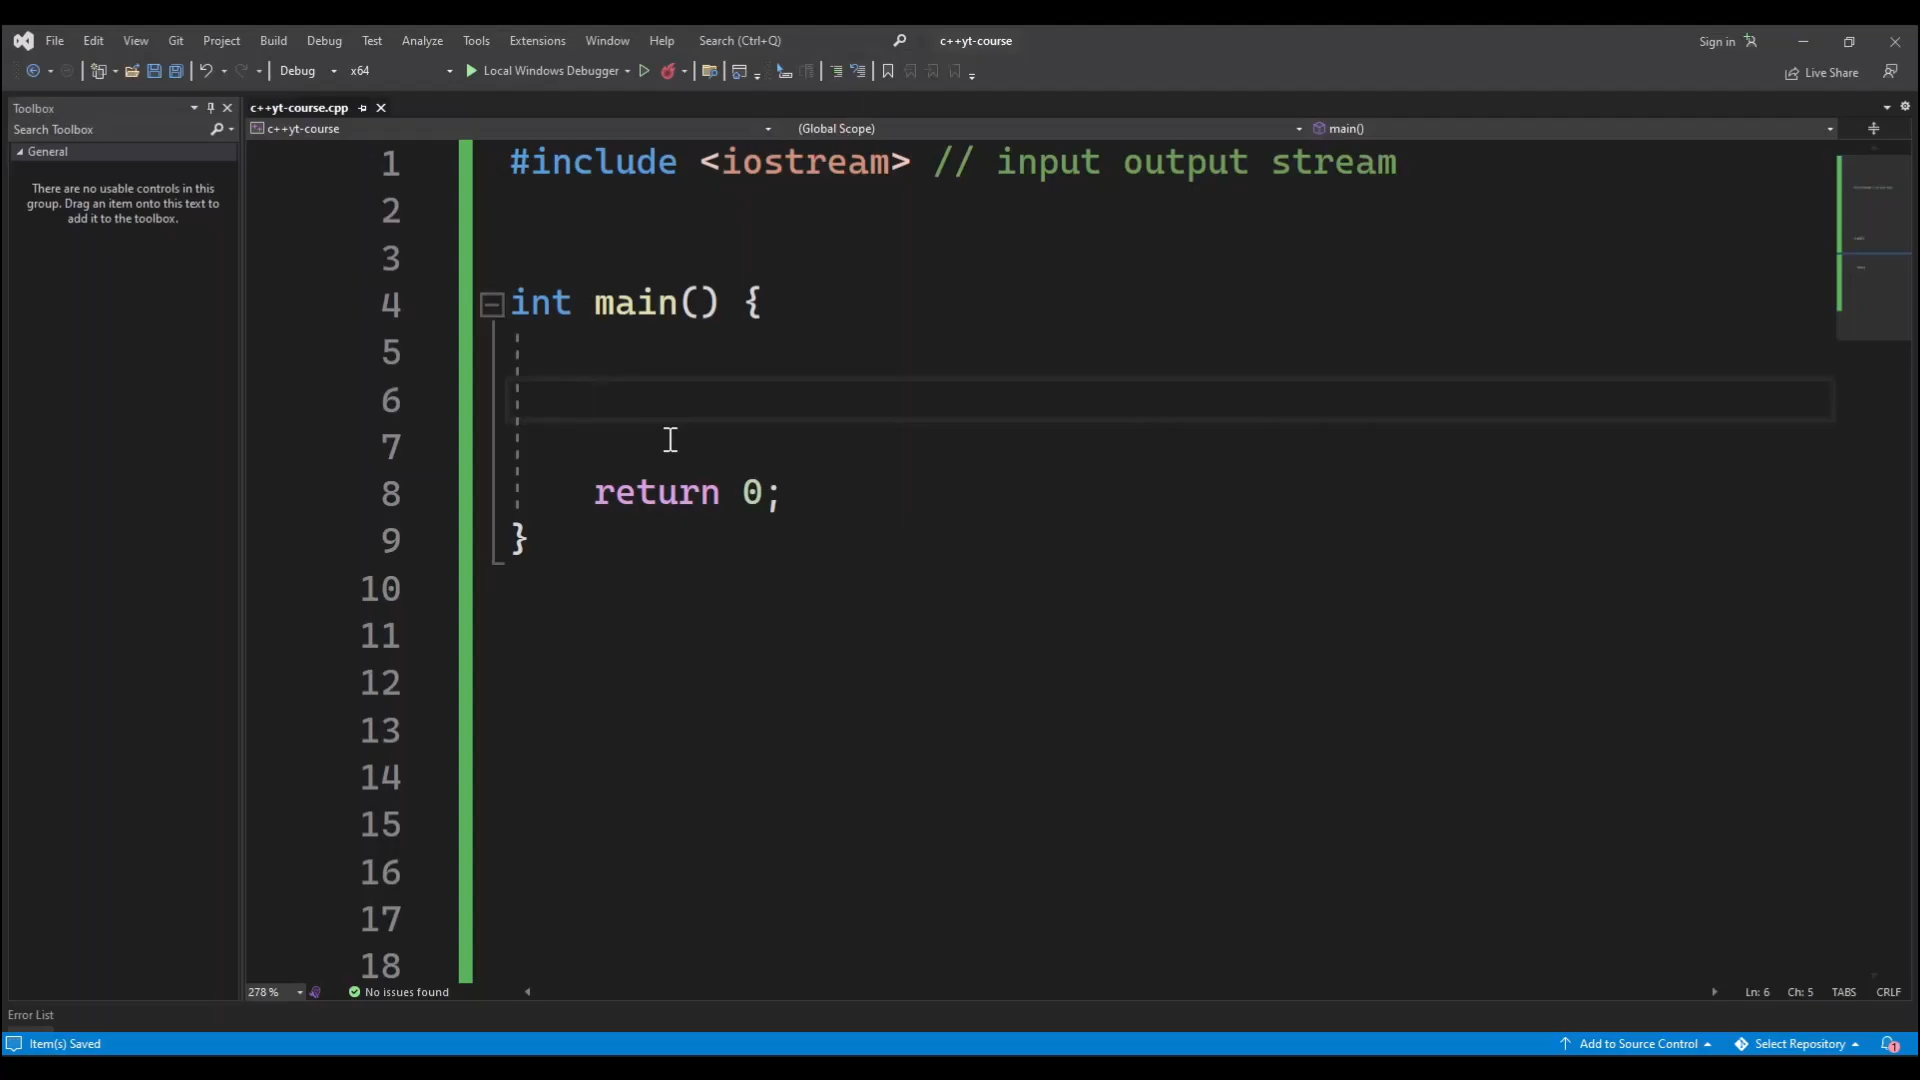 File Edit View Git Project Build Debug Test Analyze Tools Extensions Window Help Search (Ctrl+Q) c++yt-course Sign in
Debug x64 Local Windows Debugger Live Share
Toolbox
Search Toolbox
General
There are no usable controls in this
group. Drag an item onto this text to
add it to the toolbox.
c++yt-course.cpp
c++yt-course (Global Scope) main()
1 #include <iostream> // input output stream
2
3
4 int main() {
5
6
7
8 return 0;
9 }
10
11
12
13
14
15
16
17
18
278 % No issues found Ln: 6 Ch: 5 TABS CRLF
Error List
Item(s) Saved Add to Source Control Select Repository 1